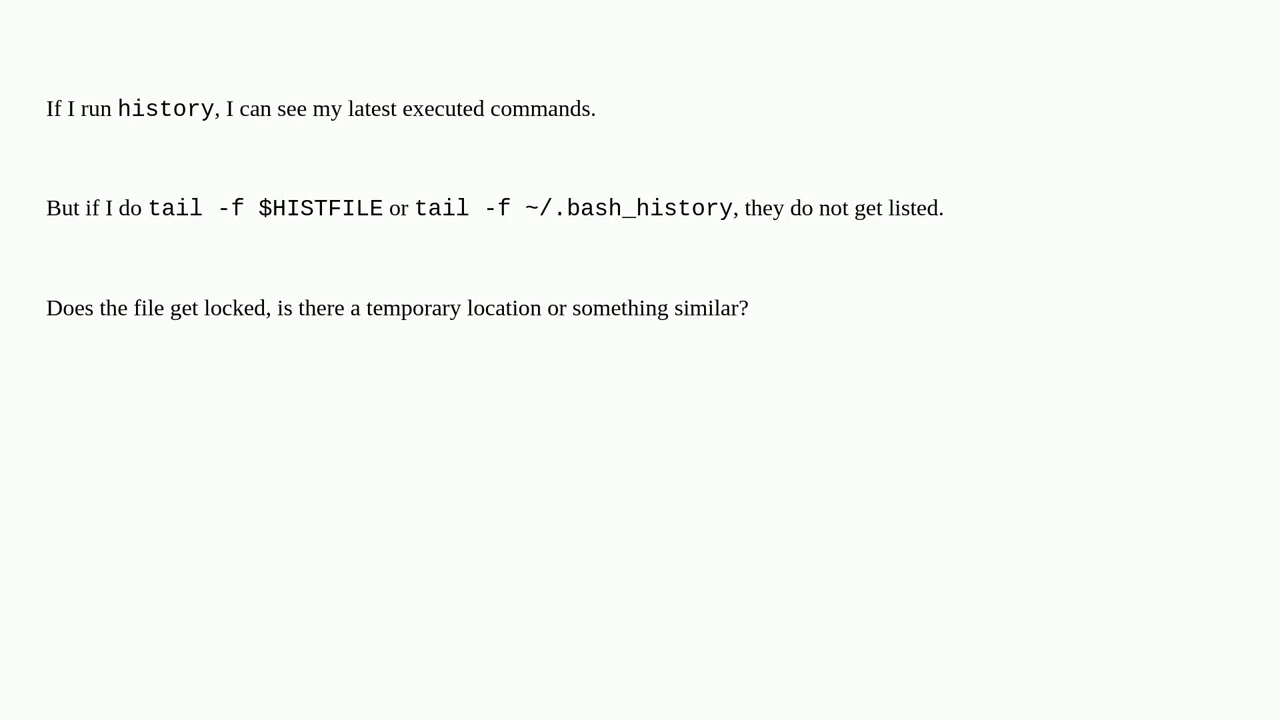 If I run history, I can see my latest executed commands.
But if I do tail -f $HISTFILE or tail -f ~/.bash_history, they do not get listed.
Does the file get locked, is there a temporary location or something similar?